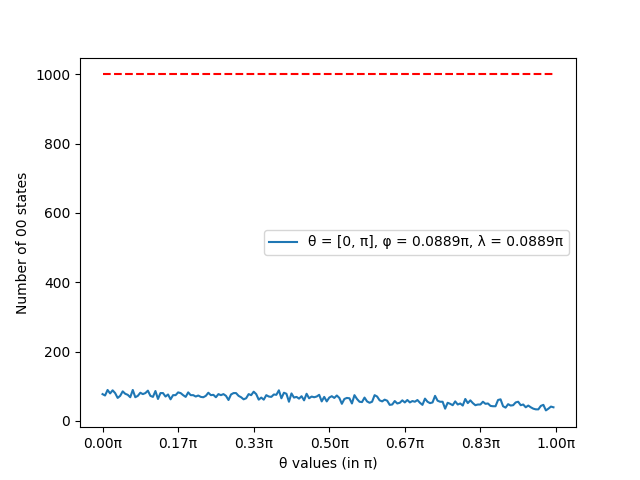 1000
800
600
400
200
0
Number of 00 states
θ = [0, π], φ = 0.0889π, λ = 0.0889π
0.00π 0.17π 0.33π 0.50π 0.67π 0.83π 1.00π
θ values (in π)